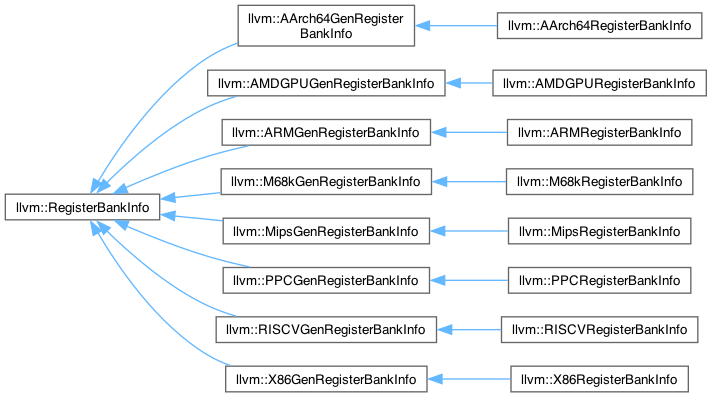 llvm::AArch64GenRegister
BankInfo
llvm::AArch64RegisterBankInfo
llvm::AMDGPUGenRegisterBankInfo
llvm::AMDGPURegisterBankInfo
llvm::ARMGenRegisterBankInfo
llvm::ARMRegisterBankInfo
llvm::M68kGenRegisterBankInfo
llvm::M68kRegisterBankInfo
llvm::RegisterBankInfo
llvm::MipsGenRegisterBankInfo
llvm::MipsRegisterBankInfo
llvm::PPCGenRegisterBankInfo
llvm::PPCRegisterBankInfo
llvm::RISCVGenRegisterBankInfo
llvm::RISCVRegisterBankInfo
llvm::X86GenRegisterBankInfo
llvm::X86RegisterBankInfo